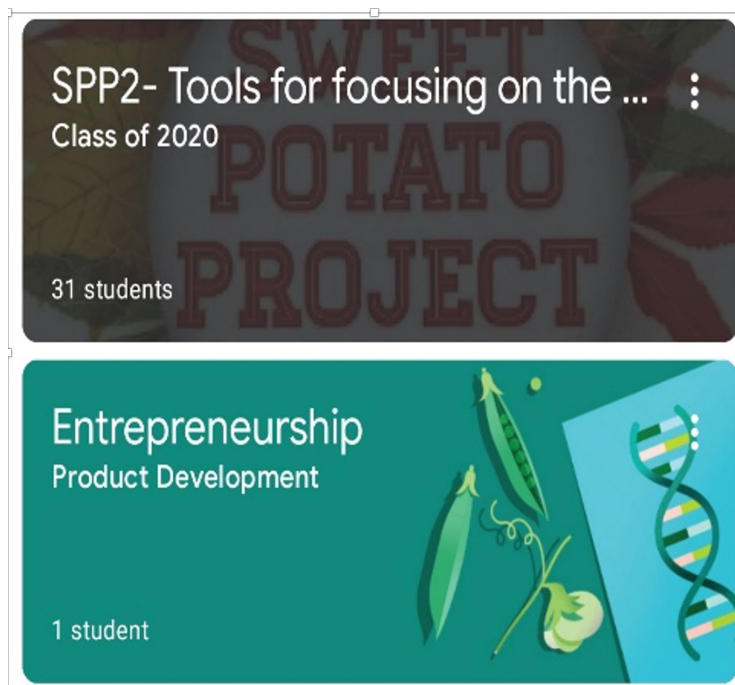 SWEET
SPP2- Tools for focusing on the ...
Class of 2020
POTATO
31 students
PROJECT
Entrepreneurship
Product Development
1 student